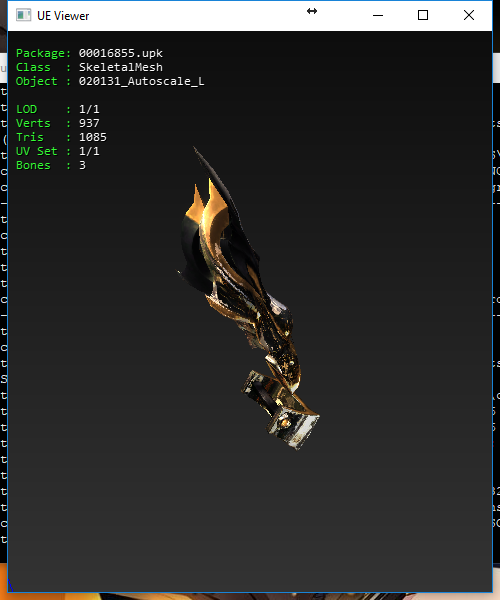 UE Viewer
Package: 00016855.upk
Class : SkeletalMesh
Object : 020131_Autoscale_L
LOD : 1/1
Verts : 937
Tris : 1085
UV Set : 1/1
Bones : 3